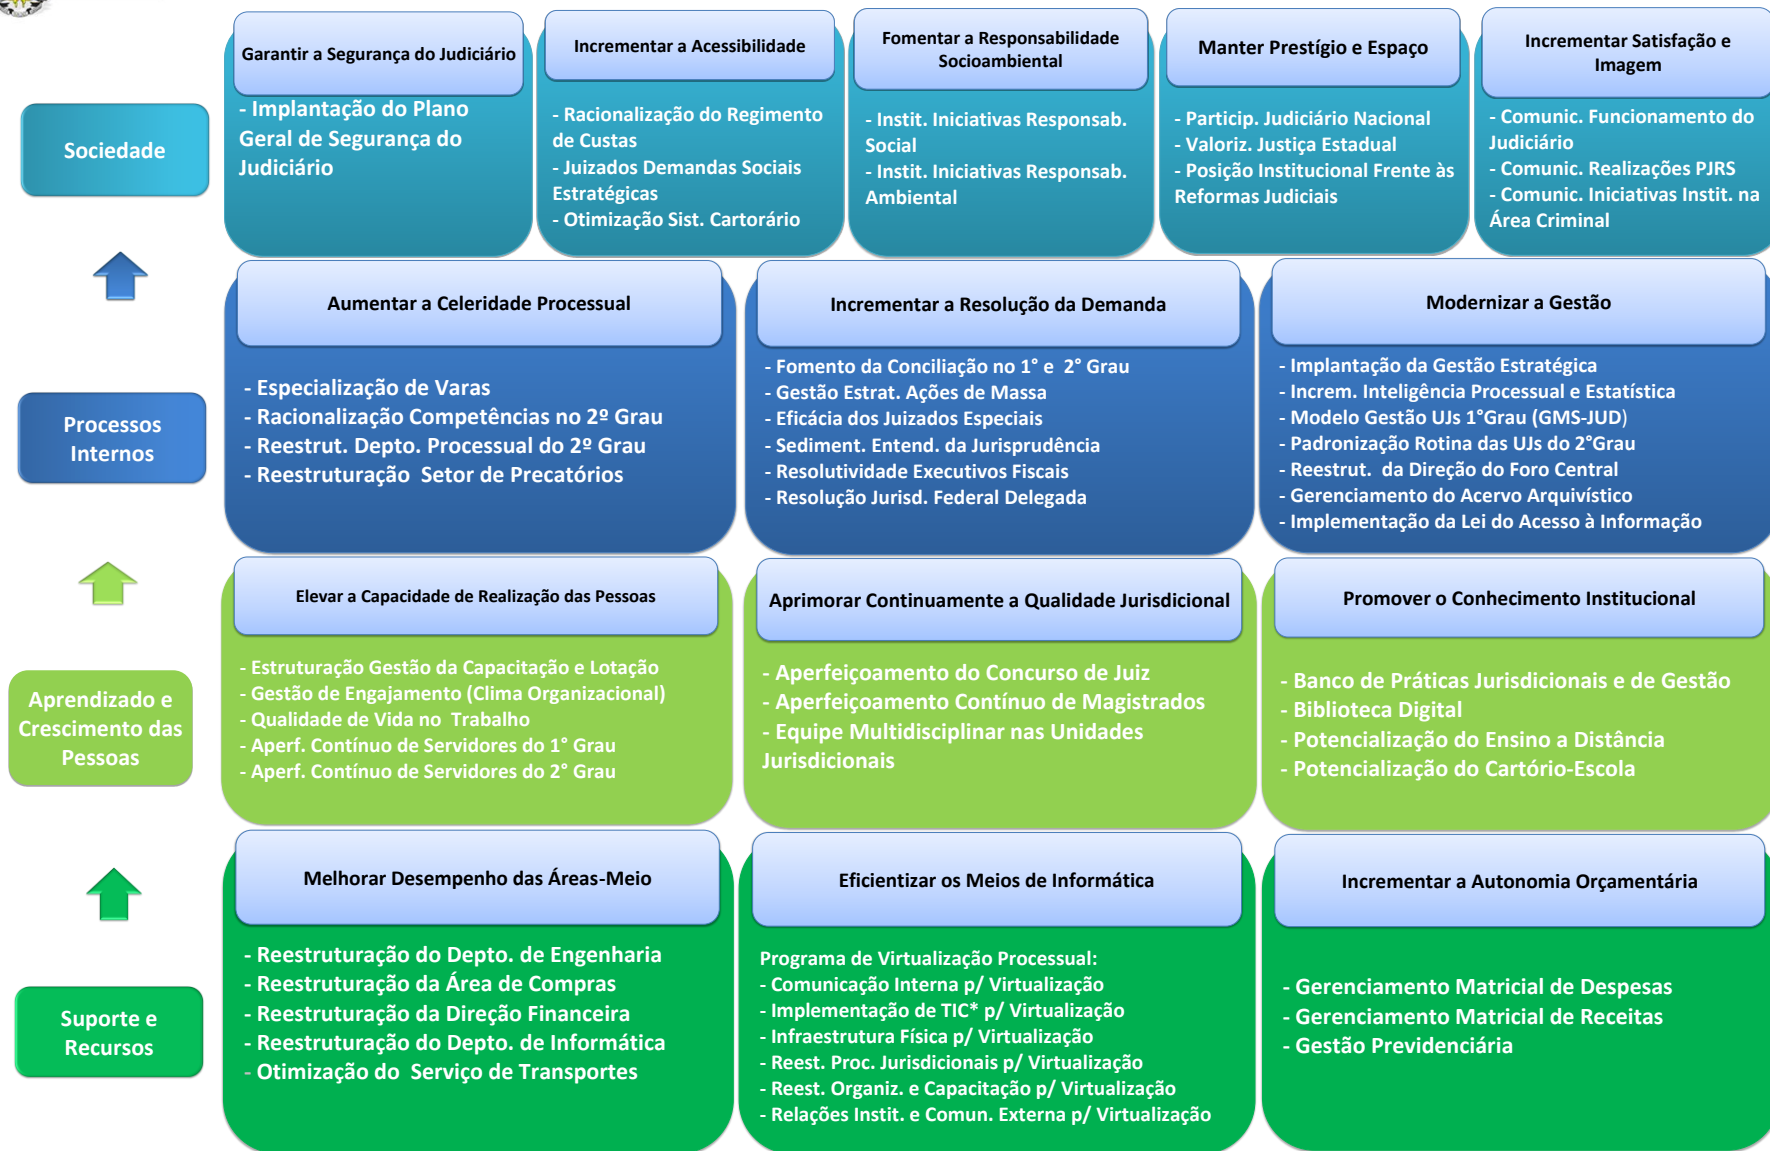 Sociedade
Garantir a Segurança do Judiciário
- Implantação do Plano
Geral de Segurança do
Judiciário
Incrementar a Acessibilidade
- Racionalização do Regimento
de Custas
- Juizados Demandas Sociais
Estratégicas
- Otimização Sist. Cartorário
Fomentar a Responsabilidade
Socioambiental
- Instit. Iniciativas Responsab.
Social
- Instit. Iniciativas Responsab.
Ambiental
Manter Prestígio e Espaço
- Particip. Judiciário Nacional
- Valoriz. Justiça Estadual
- Posição Institucional Frente às
Reformas Judiciais
Incrementar Satisfação e
Imagem
- Comunic. Funcionamento do
Judiciário
- Comunic. Realizações PJRS
- Comunic. Iniciativas Instit. na
Área Criminal
Processos
Internos
Aumentar a Celeridade Processual
- Especialização de Varas
- Racionalização Competências no 2º Grau
- Reestrut. Depto. Processual do 2º Grau
- Reestruturação  Setor de Precatórios
Incrementar a Resolução da Demanda
- Fomento da Conciliação no 1° e  2° Grau
- Gestão Estrat. Ações de Massa
- Eficácia dos Juizados Especiais
- Sediment. Entend. da Jurisprudência
- Resolutividade Executivos Fiscais
- Resolução Jurisd. Federal Delegada
Modernizar a Gestão
- Implantação da Gestão Estratégica
- Increm. Inteligência Processual e Estatística
- Modelo Gestão UJs 1°Grau (GMS-JUD)
- Padronização Rotina das UJs do 2°Grau
- Reestrut.  da Direção do Foro Central
- Gerenciamento do Acervo Arquivístico
- Implementação da Lei do Acesso à Informação
Aprendizado e
Crescimento das
Pessoas
Elevar a Capacidade de Realização das Pessoas
- Estruturação Gestão da Capacitação e Lotação
- Gestão de Engajamento (Clima Organizacional)
- Qualidade de Vida no  Trabalho
- Aperf. Contínuo de Servidores do 1° Grau
- Aperf. Contínuo de Servidores do 2° Grau
Aprimorar Continuamente a Qualidade Jurisdicional
- Aperfeiçoamento do Concurso de Juiz
- Aperfeiçoamento Contínuo de Magistrados
- Equipe Multidisciplinar nas Unidades
Jurisdicionais
Promover o Conhecimento Institucional
- Banco de Práticas Jurisdicionais e de Gestão
- Biblioteca Digital
- Potencialização do Ensino a Distância
- Potencialização do Cartório-Escola
Suporte e
Recursos
Melhorar Desempenho das Áreas-Meio
- Reestruturação do Depto. de Engenharia
- Reestruturação da Área de Compras
- Reestruturação da Direção Financeira
- Reestruturação do Depto. de Informática
- Otimização do  Serviço de Transportes
Eficientizar os Meios de Informática
Programa de Virtualização Processual:
- Comunicação Interna p/ Virtualização
- Implementação de TIC* p/ Virtualização
- Infraestrutura Física p/ Virtualização
- Reest. Proc. Jurisdicionais p/ Virtualização
- Reest. Organiz. e Capacitação p/ Virtualização
- Relações Instit. e Comun. Externa p/ Virtualização
Incrementar a Autonomia Orçamentária
- Gerenciamento Matricial de Despesas
- Gerenciamento Matricial de Receitas
- Gestão Previdenciária